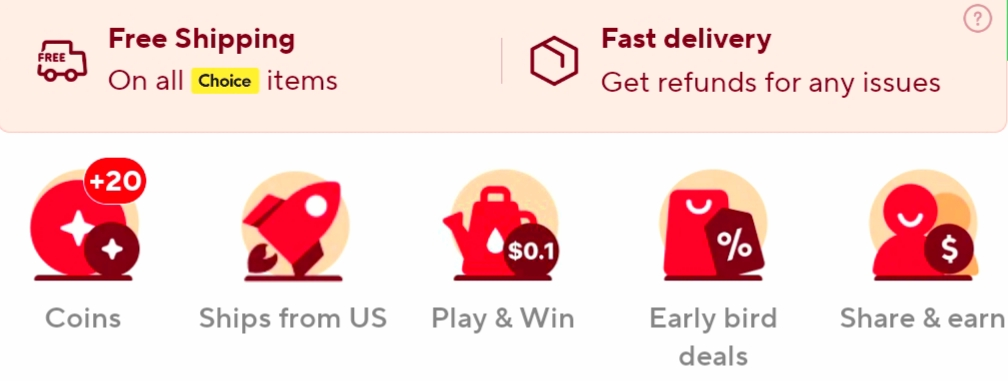 Free Shipping
On all Choice items
FREE
Fast delivery
Get refunds for any issues
?
+20
$0.1
%
$
Coins
Ships from US
Play & Win
Early bird
deals
Share & earn